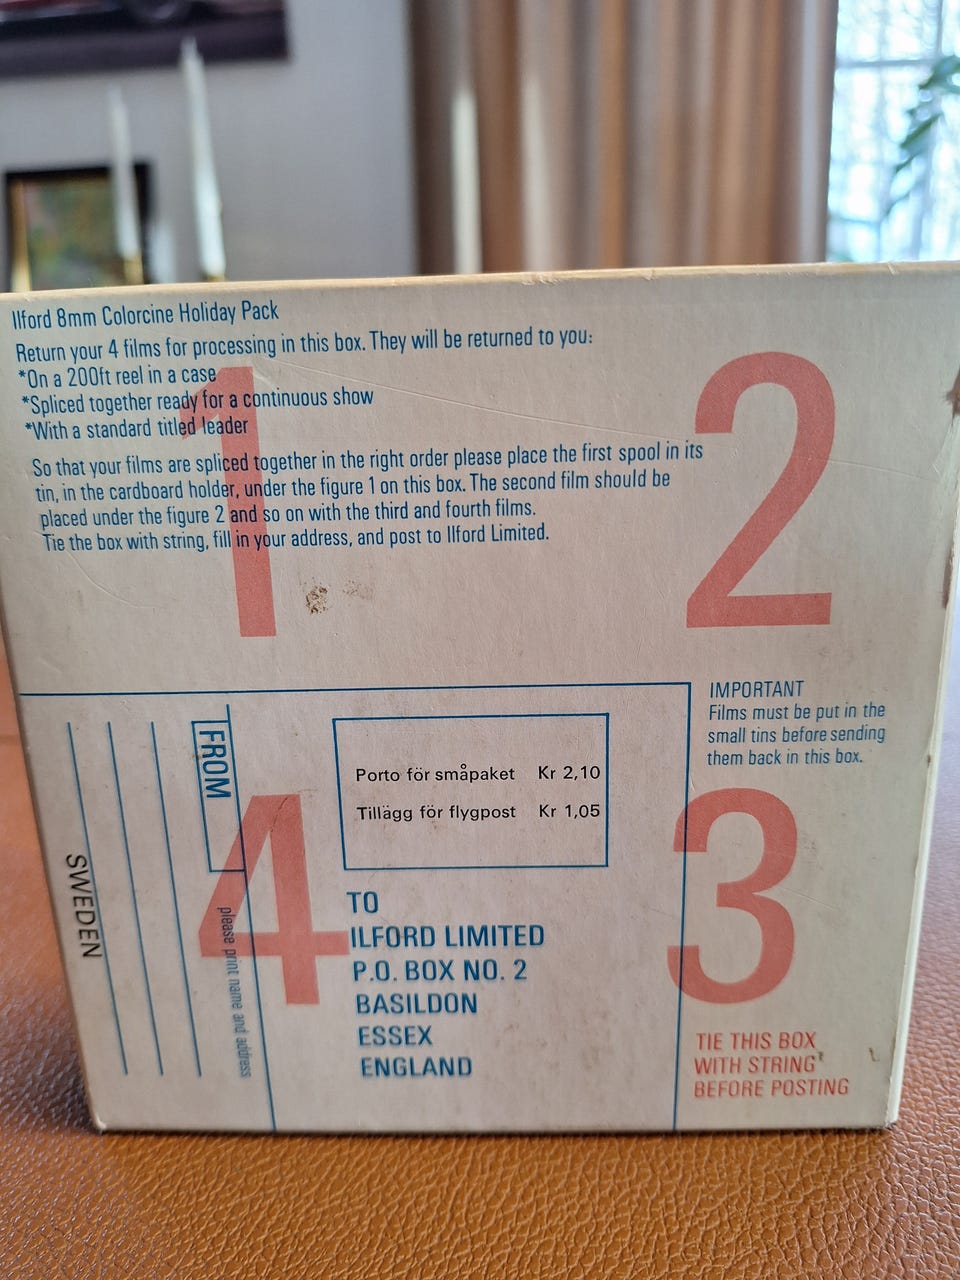 Ilford 8mm Colorcine Holiday Pack
Return your 4 films for processing in this box. They will be returned to you:
*On a 200ft reel in a case
*Spliced together ready for a continuous show
*With a standard titled leader
So that your films are spliced together in the right order please place the first spool in its
tin, in the cardboard holder, under the figure 1 on this box. The second film should be
placed under the figure 2 and so on with the third and fourth films.
Tie the box with string, fill in your address, and post to Ilford Limited.
1
2
IMPORTANT
Films must be put in the
small tins before sending
them back in this box.
FROM
please print name and address
SWEDEN
Porto för småpaket Kr 2,10
Tillägg för flygpost Kr 1,05
4
3
TO
ILFORD LIMITED
P.O. BOX NO. 2
BASILDON
ESSEX
ENGLAND
TIE THIS BOX
WITH STRING
BEFORE POSTING